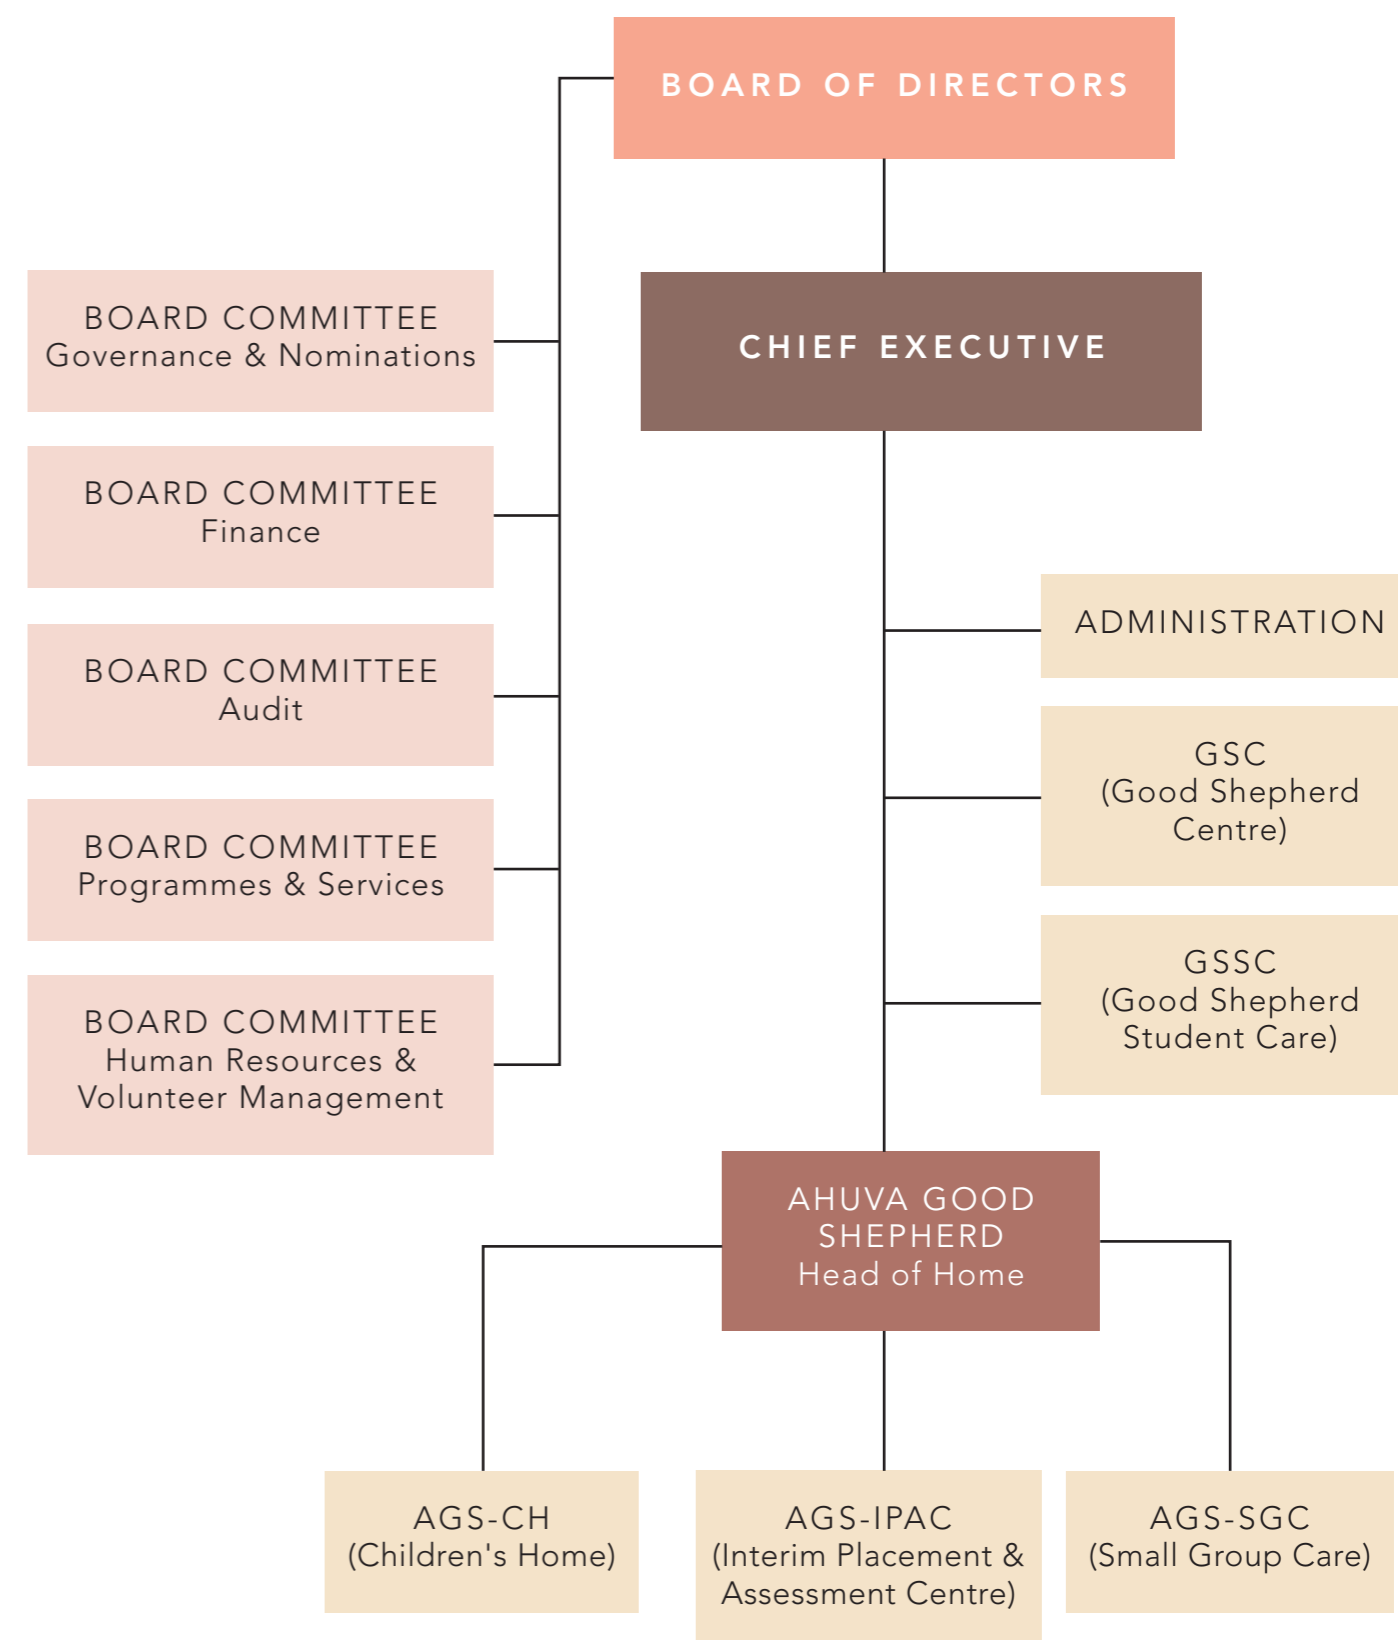 BOARD OF DIRECTORS
CHIEF EXECUTIVE
BOARD COMMITTEE
Governance & Nominations
BOARD COMMITTEE
Finance
BOARD COMMITTEE
Audit
BOARD COMMITTEE
Programmes & Services
BOARD COMMITTEE
Human Resources &
Volunteer Management
ADMINISTRATION
GSC
(Good Shepherd
Centre)
GSSC
(Good Shepherd
Student Care)
AHUVA GOOD
SHEPHERD
Head of Home
AGS-CH
(Children's Home)
AGS-IPAC
(Interim Placement &
Assessment Centre)
AGS-SGC
(Small Group Care)